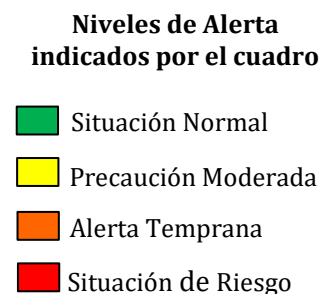 Niveles de Alerta
indicados por el cuadro
Situación Normal
Precaución Moderada
Alerta Temprana
Situación de Riesgo